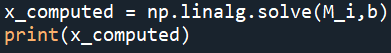 x_computed = np.linalg.solve(M_i,b)
print(x_computed)